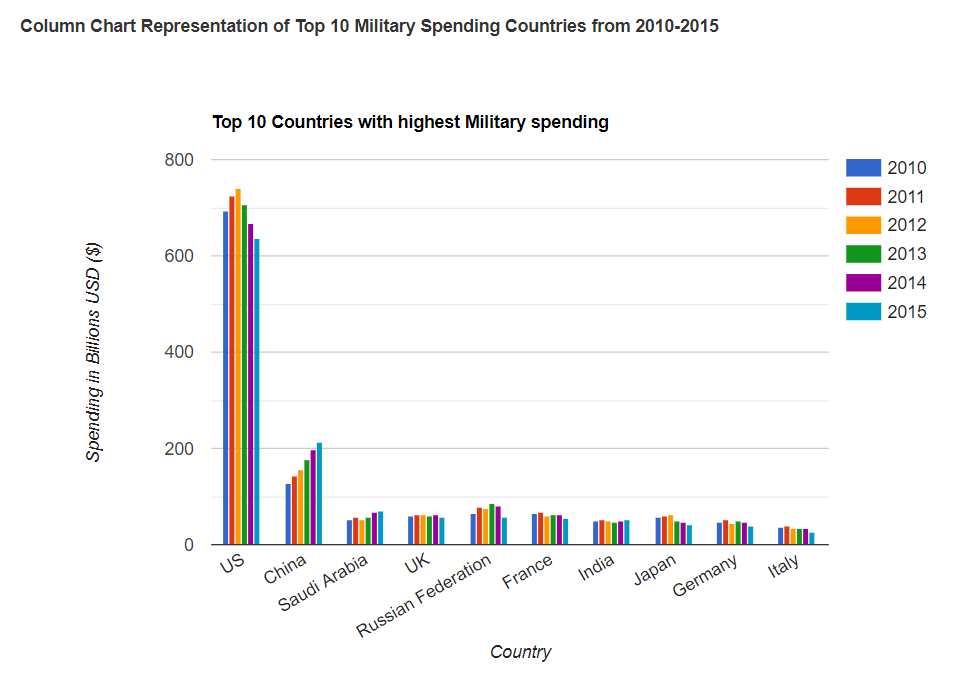 Column Chart Representation of Top 10 Military Spending Countries from 2010-2015
Top 10 Countries with highest Military spending
800
600
400
200
0
Spending in Billions USD ($)
US
China
Saudi Arabia
UK
Russian Federation
France
India
Japan
Germany
Italy
Country
2010
2011
2012
2013
2014
2015